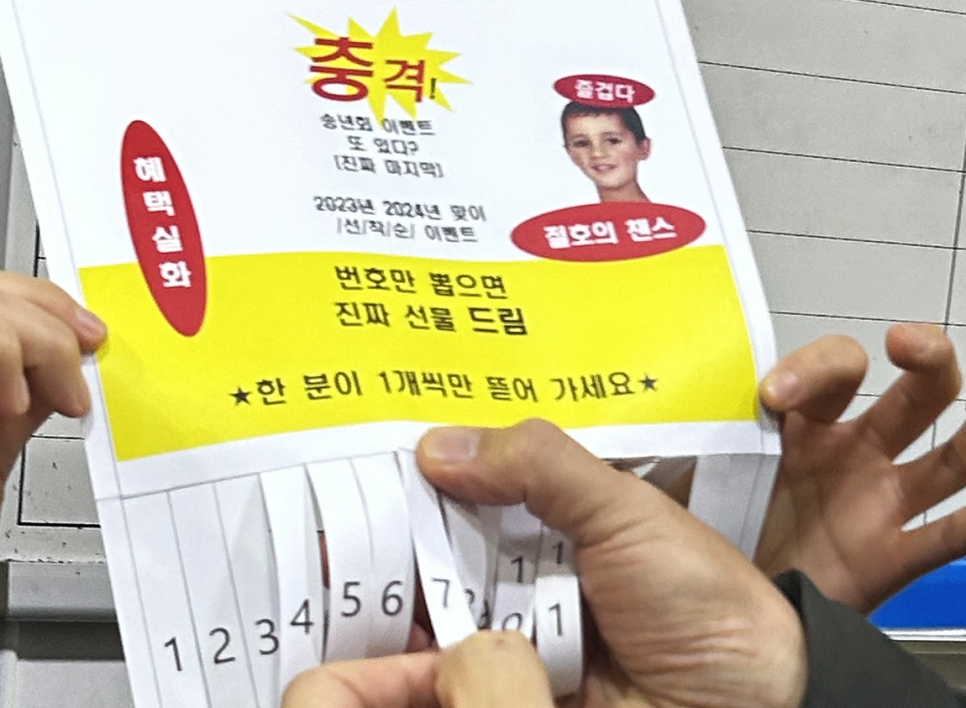 충격!
송년회 이벤트
또 있다?
[진짜 마지막]
2023년 2024년 맞이
/선/착/순/ 이벤트
즐겁다
절호의 챈스
혜택실화
번호만 뽑으면
진짜 선물 드림
★한 분이 1개씩만 뜯어 가세요★
1 2 3 4 5 6 7